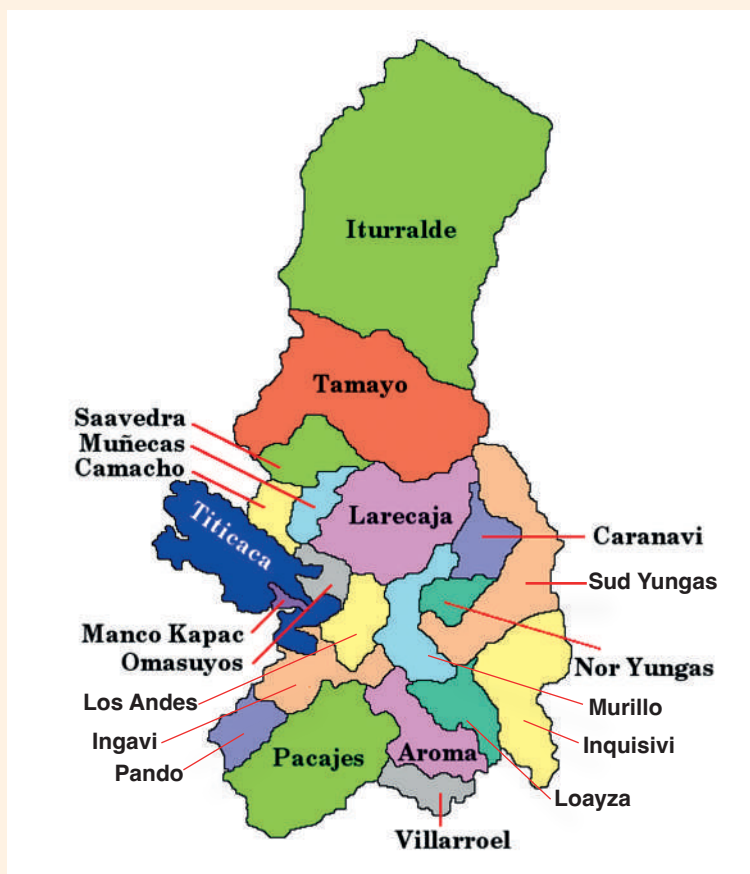 Iturralde
Tamayo
Saavedra
Muñecas
Camacho
Larecaja
Titicaca
Caranavi
Sud Yungas
Manco Kapac
Omasuyos
Nor Yungas
Los Andes
Murillo
Ingavi
Inquisivi
Pando
Pacajes
Aroma
Loayza
Villarroel